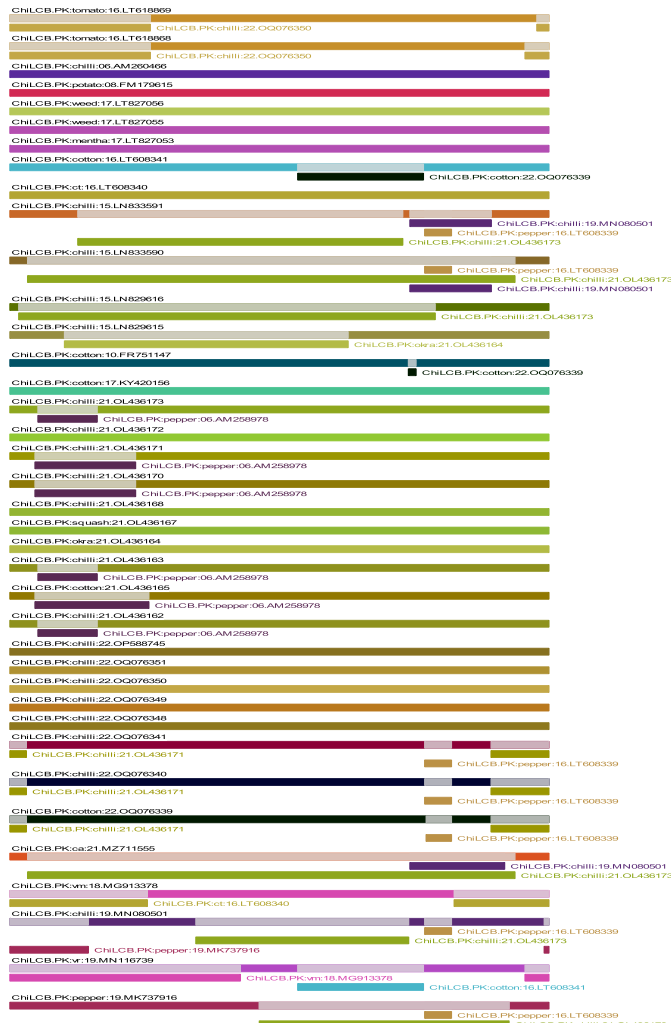 ChiLCB.PK:tomato:16.LT618869
ChiLCB.PK:chilli:22.OQ076350
ChiLCB.PK:tomato:16.LT618868
ChiLCB.PK:chilli:22.OQ076350
ChiLCB.PK:chilli:06.AM260466
ChiLCB.PK:potato:08.FM179615
ChiLCB.PK:weed:17.LT827056
ChiLCB.PK:weed:17.LT827055
ChiLCB.PK:mentha:17.LT827053
ChiLCB.PK:cotton:16.LT608341
ChiLCB.PK:cotton:22.OQ076339
ChiLCB.PK:ct:16.LT608340
ChiLCB.PK:chilli:15.LN833591
ChiLCB.PK:chilli:19.MN080501
ChiLCB.PK:pepper:16.LT608339
ChiLCB.PK:chilli:21.OL436173
ChiLCB.PK:chilli:15.LN833590
ChiLCB.PK:pepper:16.LT608339
ChiLCB.PK:chilli:21.OL436173
ChiLCB.PK:chilli:19.MN080501
ChiLCB.PK:chilli:15.LN829616
ChiLCB.PK:chilli:21.OL436173
ChiLCB.PK:chilli:15.LN829615
ChiLCB.PK:okra:21.OL436164
ChiLCB.PK:cotton:10.FR751147
ChiLCB.PK:cotton:22.OQ076339
ChiLCB.PK:cotton:17.KY420156
ChiLCB.PK:chilli:21.OL436173
ChiLCB.PK:pepper:06.AM258978
ChiLCB.PK:chilli:21.OL436172
ChiLCB.PK:chilli:21.OL436171
ChiLCB.PK:pepper:06.AM258978
ChiLCB.PK:chilli:21.OL436170
ChiLCB.PK:pepper:06.AM258978
ChiLCB.PK:chilli:21.OL436168
ChiLCB.PK:squash:21.OL436167
ChiLCB.PK:okra:21.OL436164
ChiLCB.PK:chilli:21.OL436163
ChiLCB.PK:pepper:06.AM258978
ChiLCB.PK:cotton:21.OL436165
ChiLCB.PK:pepper:06.AM258978
ChiLCB.PK:chilli:21.OL436162
ChiLCB.PK:pepper:06.AM258978
ChiLCB.PK:chilli:22.OP588745
ChiLCB.PK:chilli:22.OQ076351
ChiLCB.PK:chilli:22.OQ076350
ChiLCB.PK:chilli:22.OQ076349
ChiLCB.PK:chilli:22.OQ076348
ChiLCB.PK:chilli:22.OQ076341
ChiLCB.PK:chilli:21.OL436171
ChiLCB.PK:pepper:16.LT608339
ChiLCB.PK:chilli:22.OQ076340
ChiLCB.PK:chilli:21.OL436171
ChiLCB.PK:pepper:16.LT608339
ChiLCB.PK:cotton:22.OQ076339
ChiLCB.PK:chilli:21.OL436171
ChiLCB.PK:pepper:16.LT608339
ChiLCB.PK:ca:21.MZ711555
ChiLCB.PK:chilli:19.MN080501
ChiLCB.PK:chilli:21.OL436173
ChiLCB.PK:vm:18.MG913378
ChiLCB.PK:ct:16.LT608340
ChiLCB.PK:chilli:19.MN080501
ChiLCB.PK:pepper:16.LT608339
ChiLCB.PK:chilli:21.OL436173
ChiLCB.PK:pepper:19.MK737916
ChiLCB.PK:vr:19.MN116739
ChiLCB.PK:vm:18.MG913378
ChiLCB.PK:cotton:16.LT608341
ChiLCB.PK:pepper:19.MK737916
ChiLCB.PK:pepper:16.LT608339